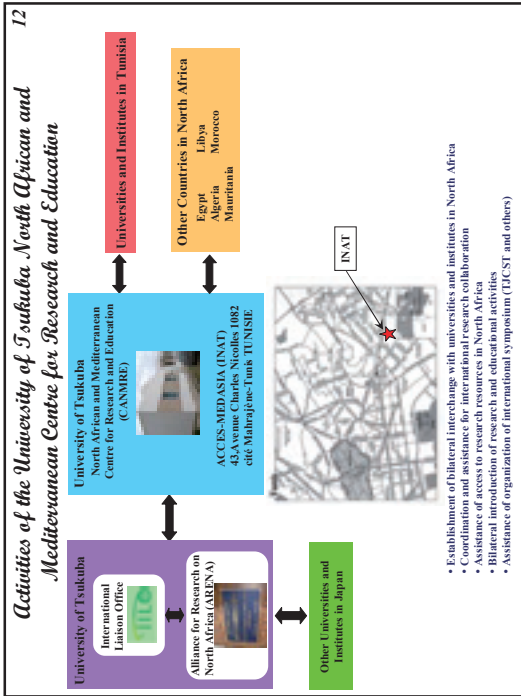 Activities of the University of Tsukuba North African and
Mediterranean Centre for Research and Education
12
University of Tsukuba
International
Liaison Office
Alliance for Research on
North Africa (ARENA)
Other Universities and
Institutes in Japan
University of Tsukuba
North African and Mediterranean
Centre for Research and Education
(CANMRE)
ACCES-MEDASIA (INAT)
43,Avenue Charles Nicolles 1082
cité Mahrajène-Tunis TUNISIE
Universities and Institutes in Tunisia
Other Countries in North Africa
Egypt Libya
Algeria Morocco
Mauritania
INAT
• Establishment of bilateral interchange with universities and institutes in North Africa
• Coordination and assistance for international research collaboration
• Assistance of access to research resources in North Africa
• Bilateral introduction of research and educational activities
• Assistance of organization of international symposium (TJCST and others)